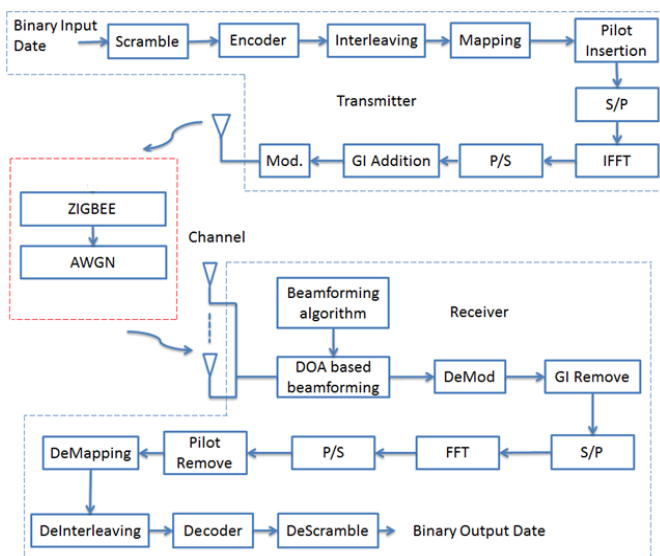 Binary Input
Date
Scramble
Encoder
Interleaving
Mapping
Pilot
Insertion
Transmitter
S/P
Mod.
GI Addition
P/S
IFFT
ZIGBEE
AWGN
Channel
Beamforming
algorithm
Receiver
DOA based
beamforming
DeMod
GI Remove
DeMapping
Pilot
Remove
P/S
FFT
S/P
DeInterleaving
Decoder
DeScramble
Binary Output Date